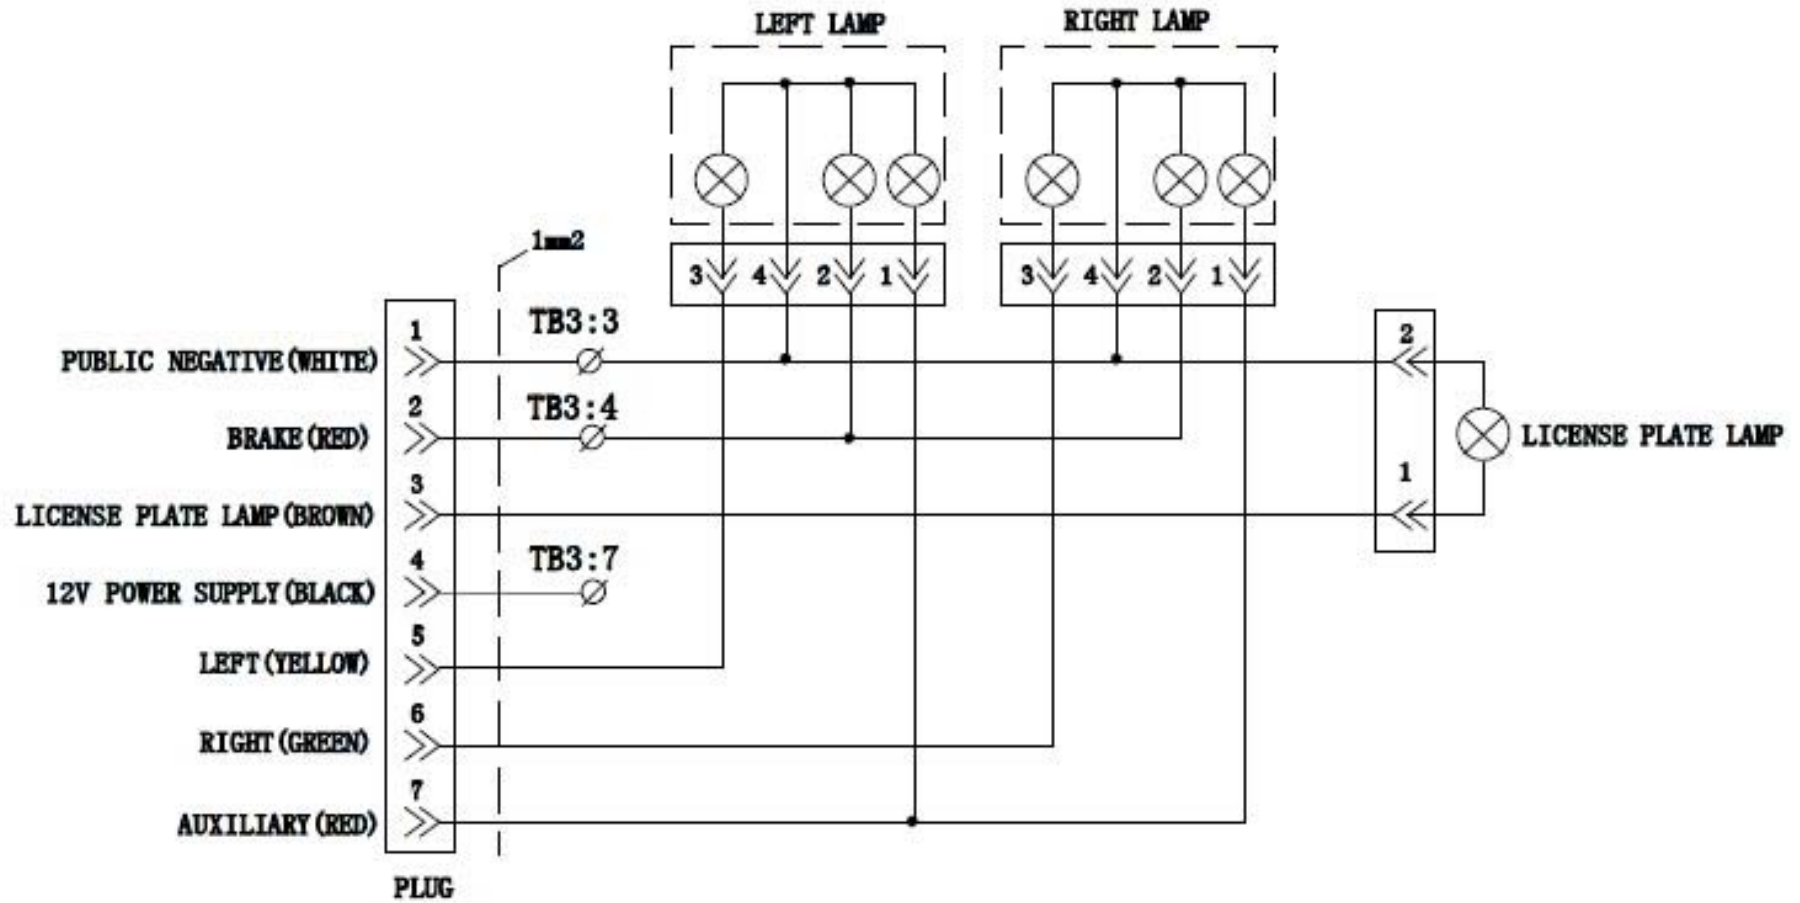 LEFT LAMP
RIGHT LAMP
1mm2
3 4 2 1
3 4 2 1
TB3:3
1
2
PUBLIC NEGATIVE(WHITE)
TB3:4
2
BRAKE(RED)
LICENSE PLATE LAMP
1
3
LICENSE PLATE LAMP(BROWN)
TB3:7
4
12V POWER SUPPLY(BLACK)
5
LEFT(YELLOW)
6
RIGHT(GREEN)
7
AUXILIARY(RED)
PLUG